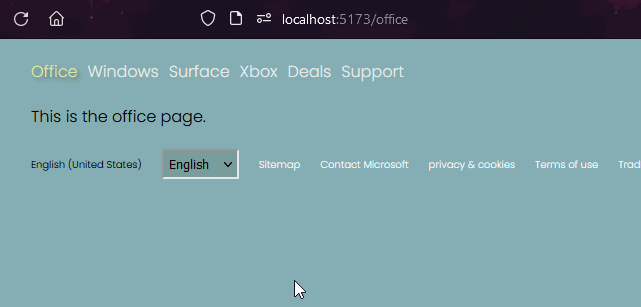 localhost:5173/office
Office Windows Surface Xbox Deals Support
This is the office page.
English (United States) English Sitemap Contact Microsoft privacy & cookies Terms of use Trad